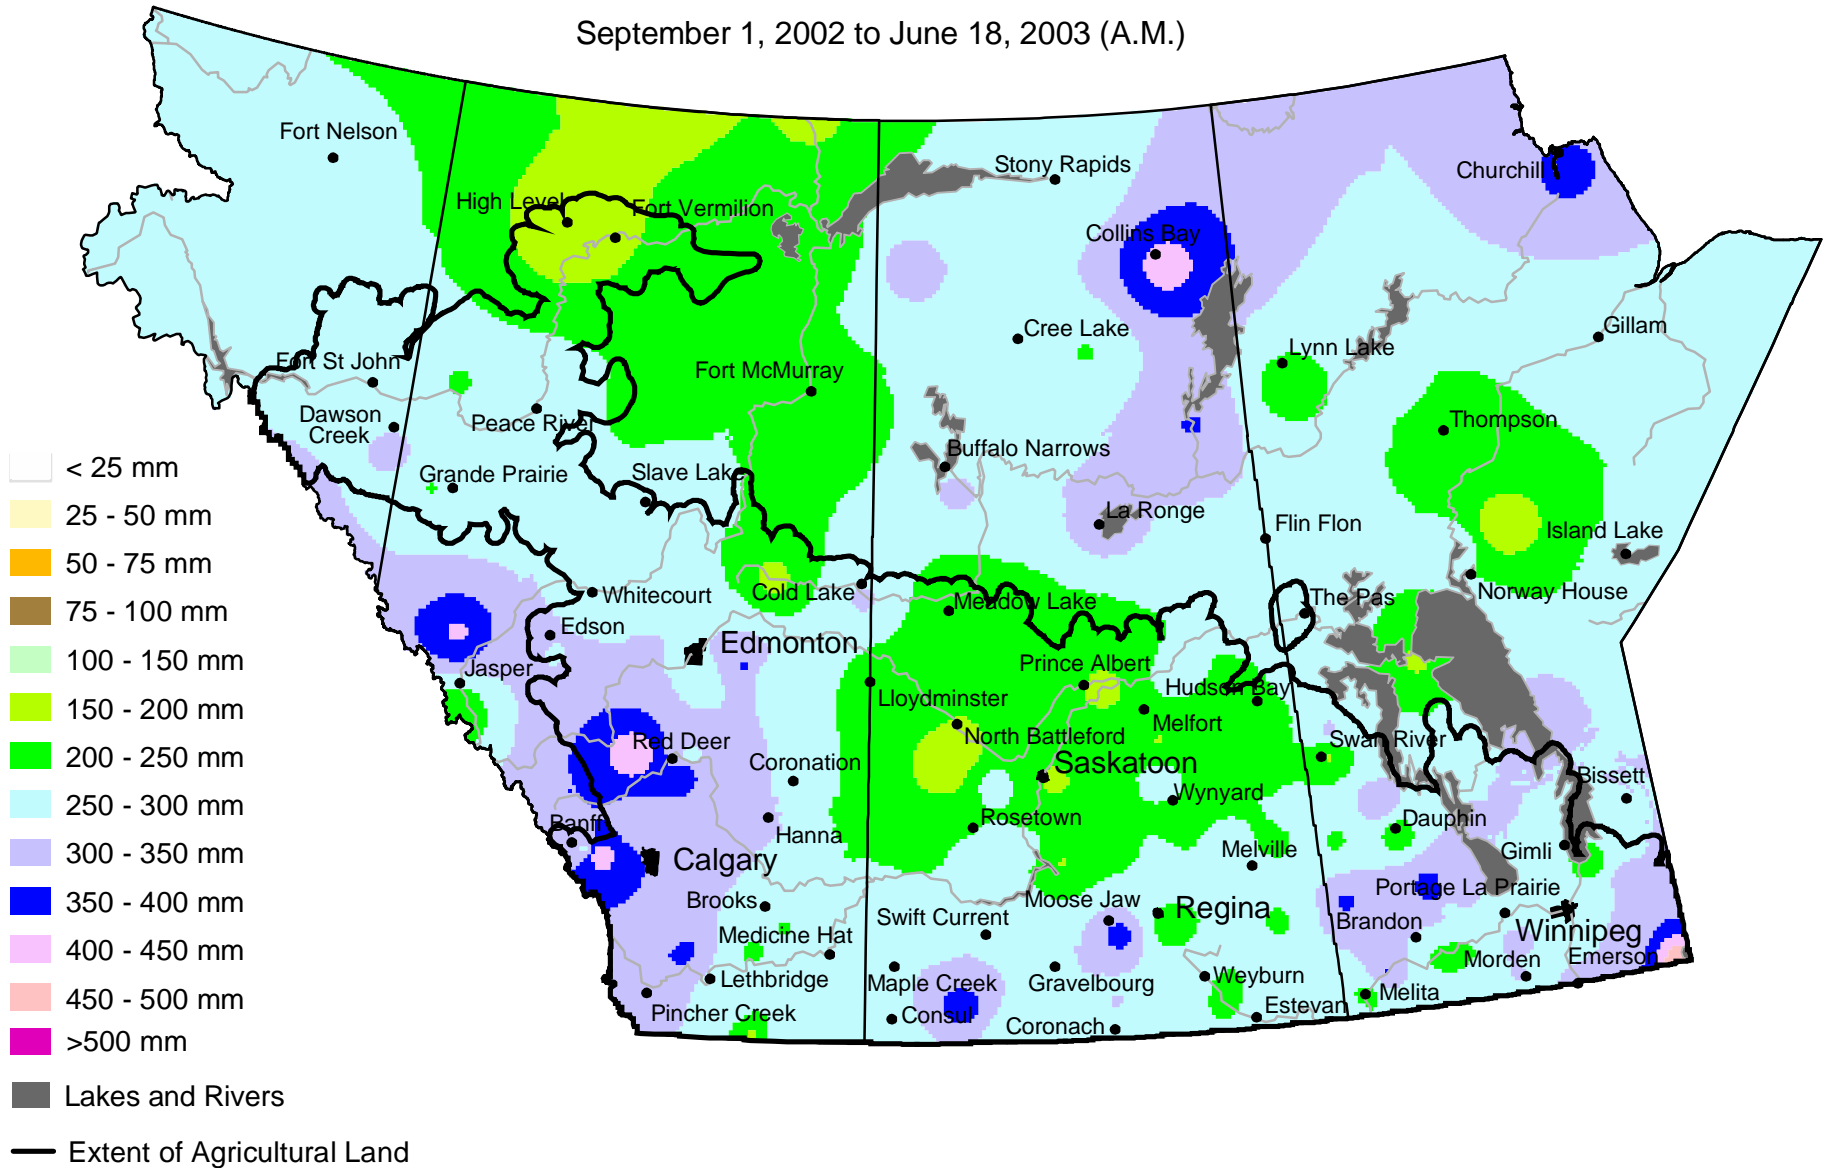 September 1, 2002 to June 18, 2003 (A.M.)
Fort Nelson
Stony Rapids
Churchill
High Level
Fort Vermilion
Collins Bay
Cree Lake
Gillam
Lynn Lake
Fort St John
Fort McMurray
Dawson
Creek
Peace River
Thompson
Buffalo Narrows
Grande Prairie
Slave Lake
La Ronge
Flin Flon
Island Lake
Whitecourt
Cold Lake
Meadow Lake
The Pas
Norway House
Edson
Edmonton
Jasper
Prince Albert
Hudson Bay
Lloydminster
Melfort
North Battleford
Red Deer
Swan River
Coronation
Saskatoon
Bissett
Wynyard
Banff
Hanna
Rosetown
Dauphin
Calgary
Melville
Gimli
Portage La Prairie
Brooks
Swift Current
Moose Jaw
Regina
Brandon
Winnipeg
Medicine Hat
Lethbridge
Maple Creek
Gravelbourg
Weyburn
Morden
Emerson
Pincher Creek
Consul
Coronach
Estevan
Melita
< 25 mm
25 - 50 mm
50 - 75 mm
75 - 100 mm
100 - 150 mm
150 - 200 mm
200 - 250 mm
250 - 300 mm
300 - 350 mm
350 - 400 mm
400 - 450 mm
450 - 500 mm
>500 mm
Lakes and Rivers
Extent of Agricultural Land